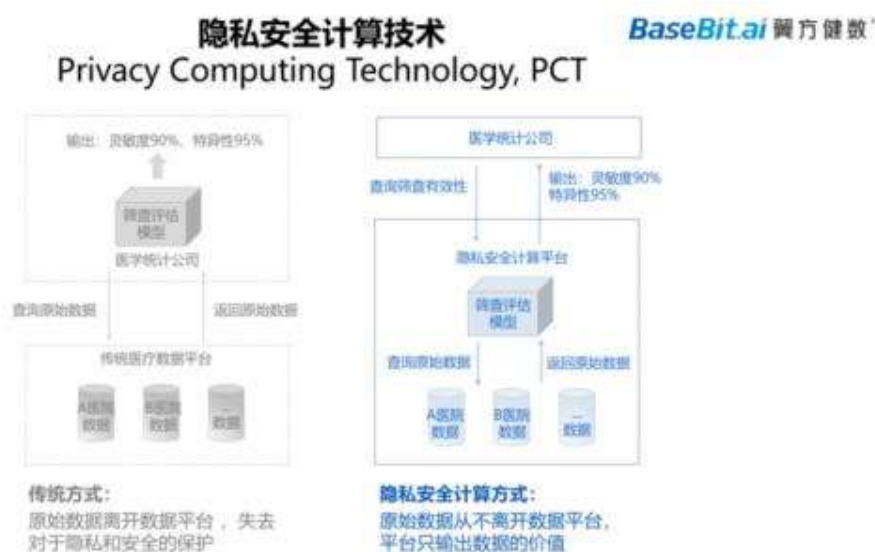 隐私安全计算技术
Privacy Computing Technology, PCT
BaseBit.ai 翼方健数
输出：灵敏度90%、特异性95%
筛查评估
模型
医学统计公司
查询原始数据
返回原始数据
传统医疗数据平台
A医院
数据
B医院
数据
...
数据
传统方式：
原始数据离开数据平台，失去
对于隐私和安全的保护
医学统计公司
查询筛查有效性
输出：灵敏度90%
特异性95%
隐私安全计算平台
筛查评估
模型
查询原始数据
返回原始数据
A医院
数据
B医院
数据
...
数据
隐私安全计算方式：
原始数据从不离开数据平台，
平台只输出数据的价值